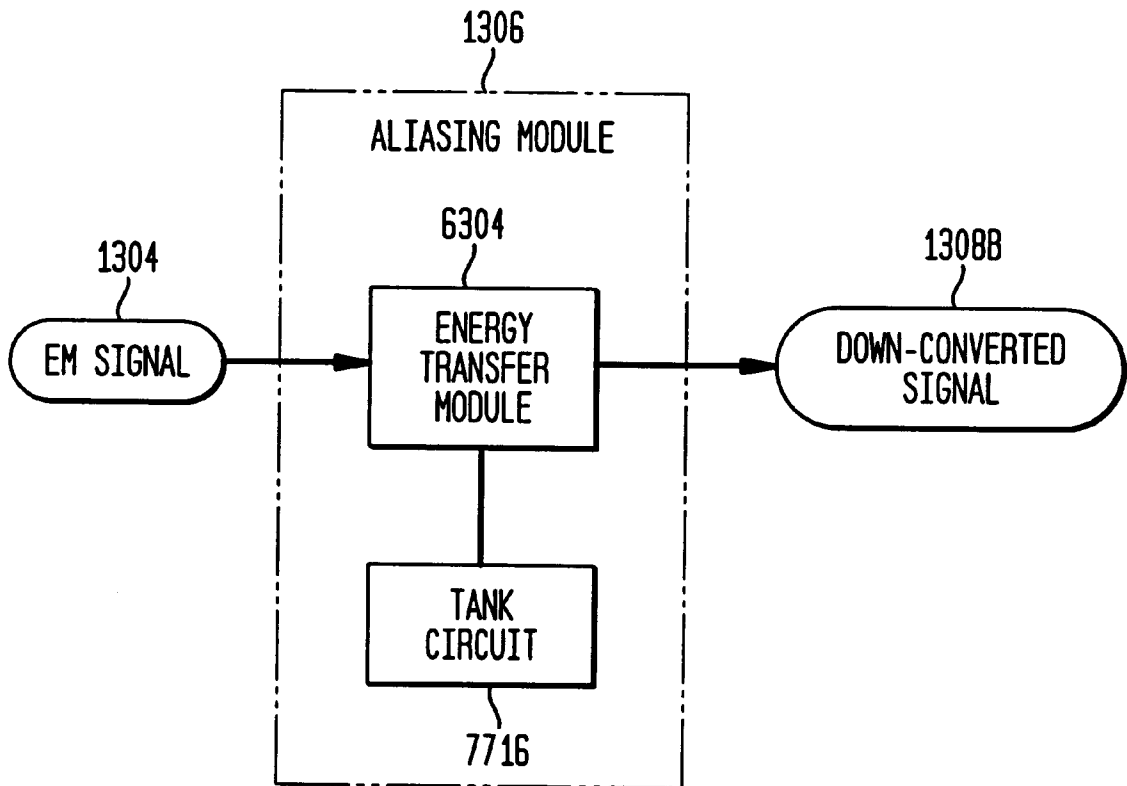 1306
ALIASING MODULE
6304
1304
1308B
EM SIGNAL
ENERGY
TRANSFER
MODULE
DOWN-CONVERTED
SIGNAL
TANK
CIRCUIT
7716